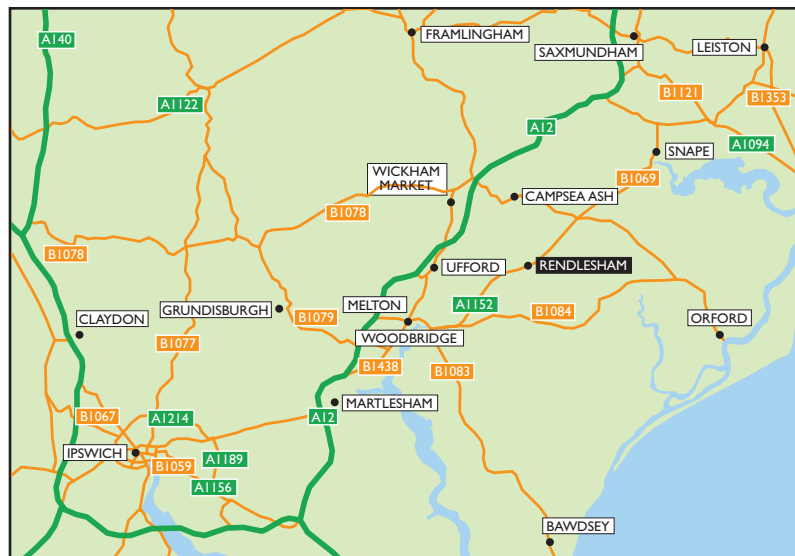 A140
FRAMLINGHAM
SAXMUNDHAM
LEISTON
A1122
B1121
B1353
A12
A1094
SNAPE
WICKHAM
MARKET
B1069
CAMPSEA ASH
B1078
B1078
UFFORD
RENDLESHAM
GRUNDISBURGH
MELTON
A1152
B1084
CLAYDON
B1079
ORFORD
WOODBRIDGE
B1077
B1438
B1083
MARTLESHAM
B1067
A1214
A12
IPSWICH
A1189
B1059
A1156
BAWDSEY